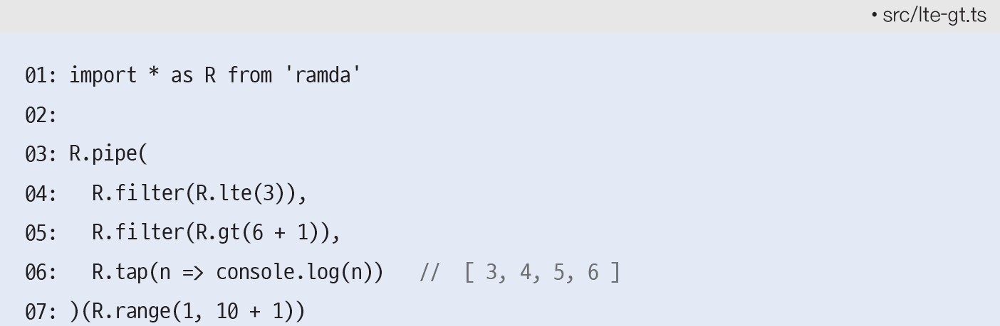 • src/lte-gt.ts
01: import * as R from 'ramda'
02:
03: R.pipe(
04:   R.filter(R.lte(3)),
05:   R.filter(R.gt(6 + 1)),
06:   R.tap(n => console.log(n))   //  [ 3, 4, 5, 6 ]
07: )(R.range(1, 10 + 1))